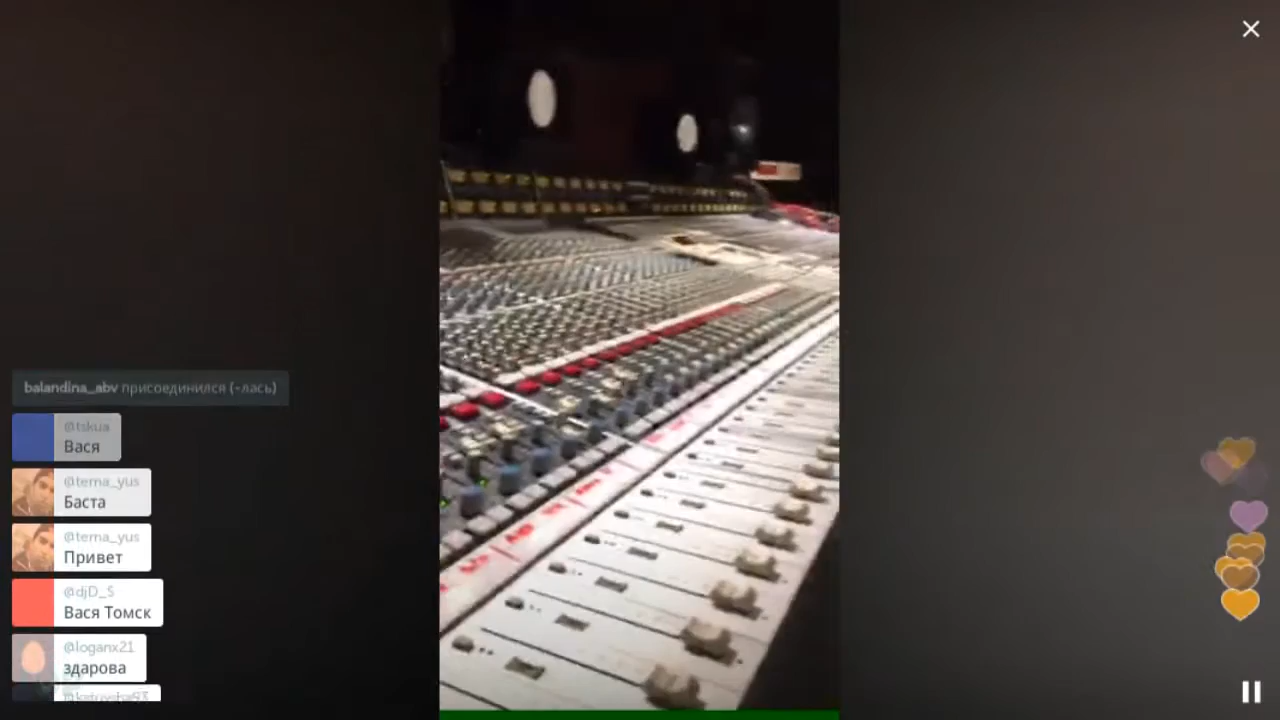 balandina_abv присоединился (-лась)
@tskua
Вася
@tema_yus
Баста
@tema_yus
Привет
@djD_S
Вася Томск
@loganx21
здарова